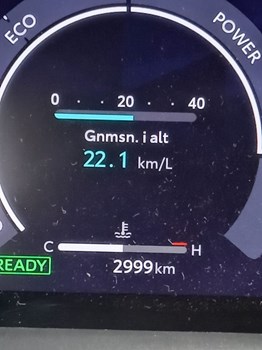 ECO
POWER
0 20 40
Gnmsn. i alt
22.1 km/L
C H
READY
2999km